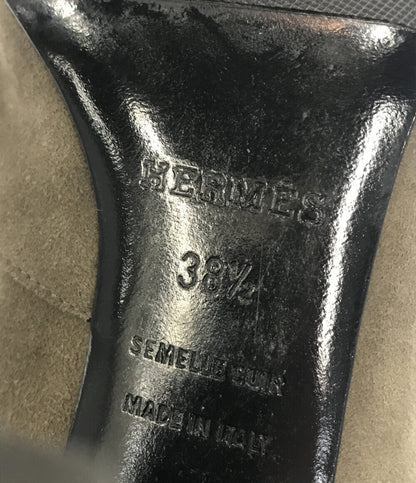 HERMES
38½
SEMELLE CUIR
MADE IN ITALY